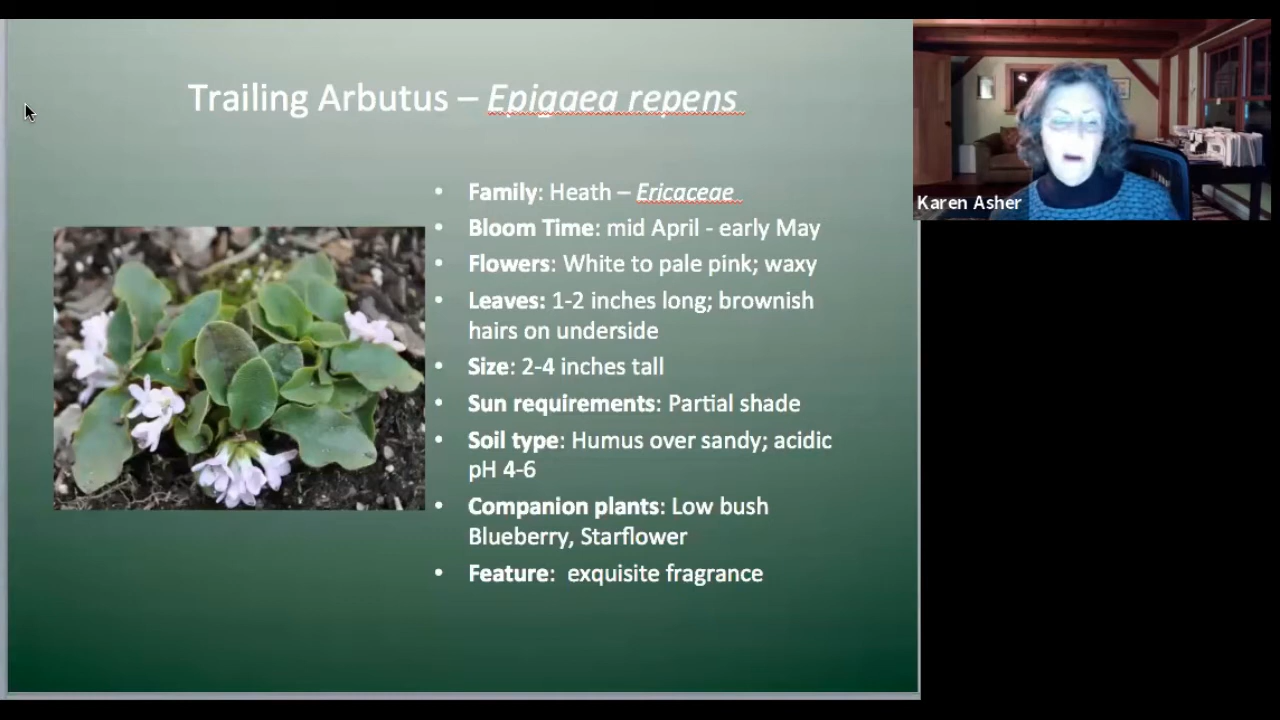 Trailing Arbutus – Epigaea repens
Karen Asher
• Family: Heath – Ericaceae
• Bloom Time: mid April - early May
• Flowers: White to pale pink; waxy
• Leaves: 1-2 inches long; brownish
hairs on underside
• Size: 2-4 inches tall
• Sun requirements: Partial shade
• Soil type: Humus over sandy; acidic
pH 4-6
• Companion plants: Low bush
Blueberry, Starflower
• Feature:  exquisite fragrance